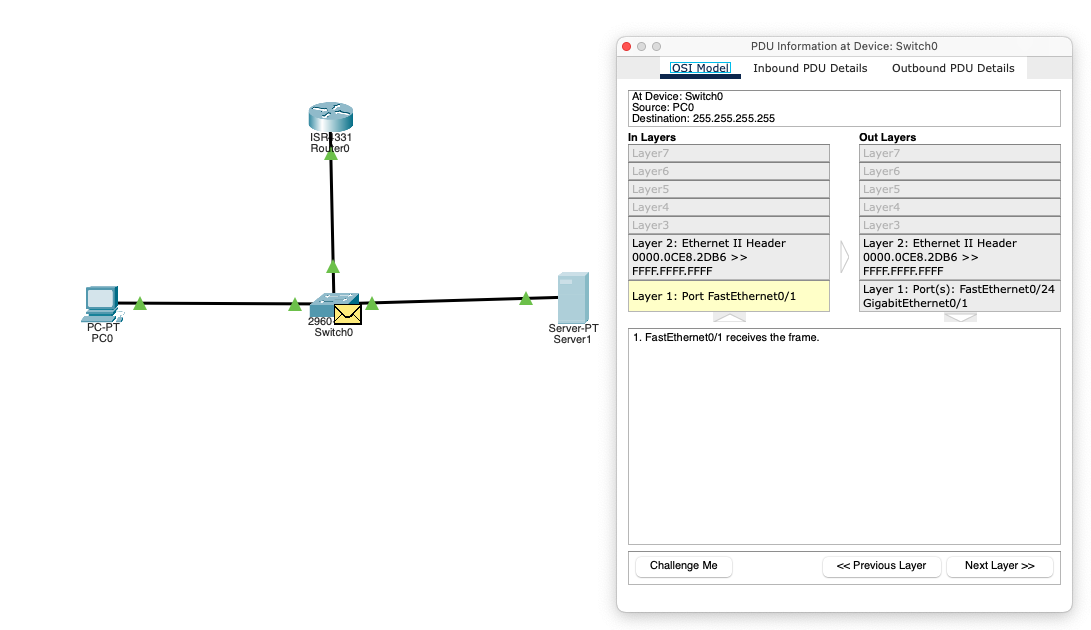 ISR4331
Router0
PC-PT
PC0
2960
Switch0
Server-PT
Server1
PDU Information at Device: Switch0
OSI Model
Inbound PDU Details
Outbound PDU Details
At Device: Switch0
Source: PC0
Destination: 255.255.255.255
In Layers
Layer7
Layer6
Layer5
Layer4
Layer3
Layer 2: Ethernet II Header
0000.0CE8.2DB6 >>
FFFF.FFFF.FFFF
Layer 1: Port FastEthernet0/1
Out Layers
Layer7
Layer6
Layer5
Layer4
Layer3
Layer 2: Ethernet II Header
0000.0CE8.2DB6 >>
FFFF.FFFF.FFFF
Layer 1: Port(s): FastEthernet0/24
GigabitEthernet0/1
1. FastEthernet0/1 receives the frame.
Challenge Me
<< Previous Layer
Next Layer >>